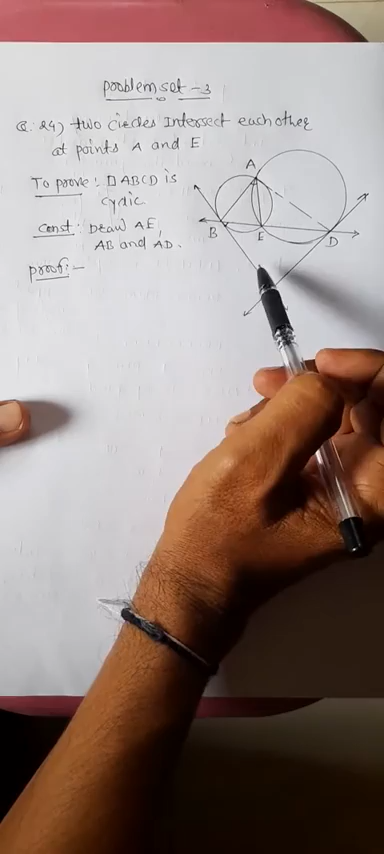 problem set - 3
Q. 24) two circles Intersect each other
at points A and E
To prove : □ ABCD is
cyclic
const : Draw AE,
AB and AD.
proof :-
A
B
E
D